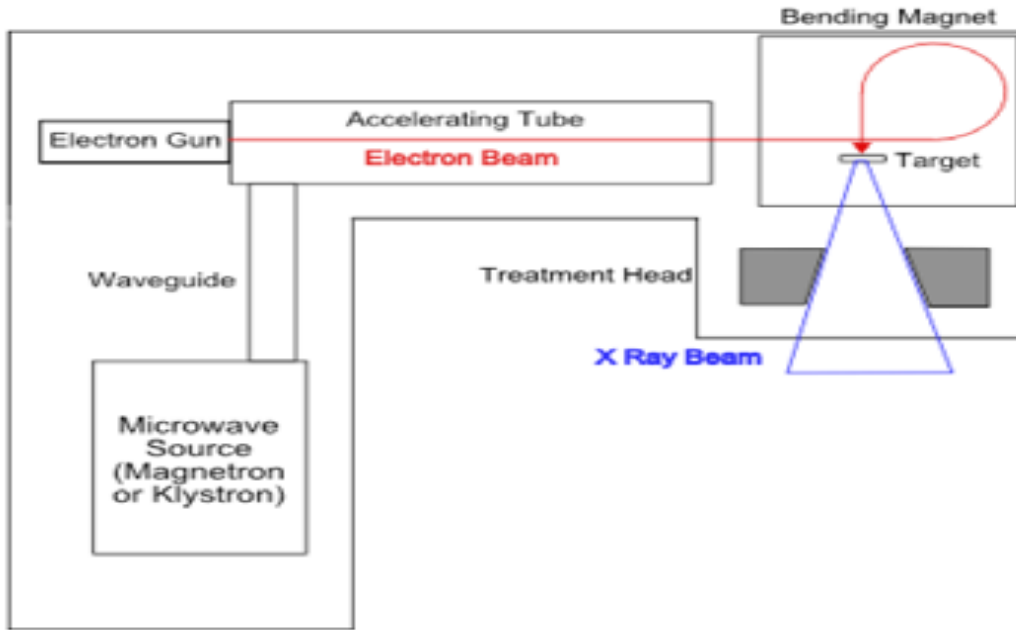 Bending Magnet
Accelerating Tube
Electron Gun
Electron Beam
Target
Waveguide
Treatment Head
X Ray Beam
Microwave
Source
(Magnetron
or Klystron)